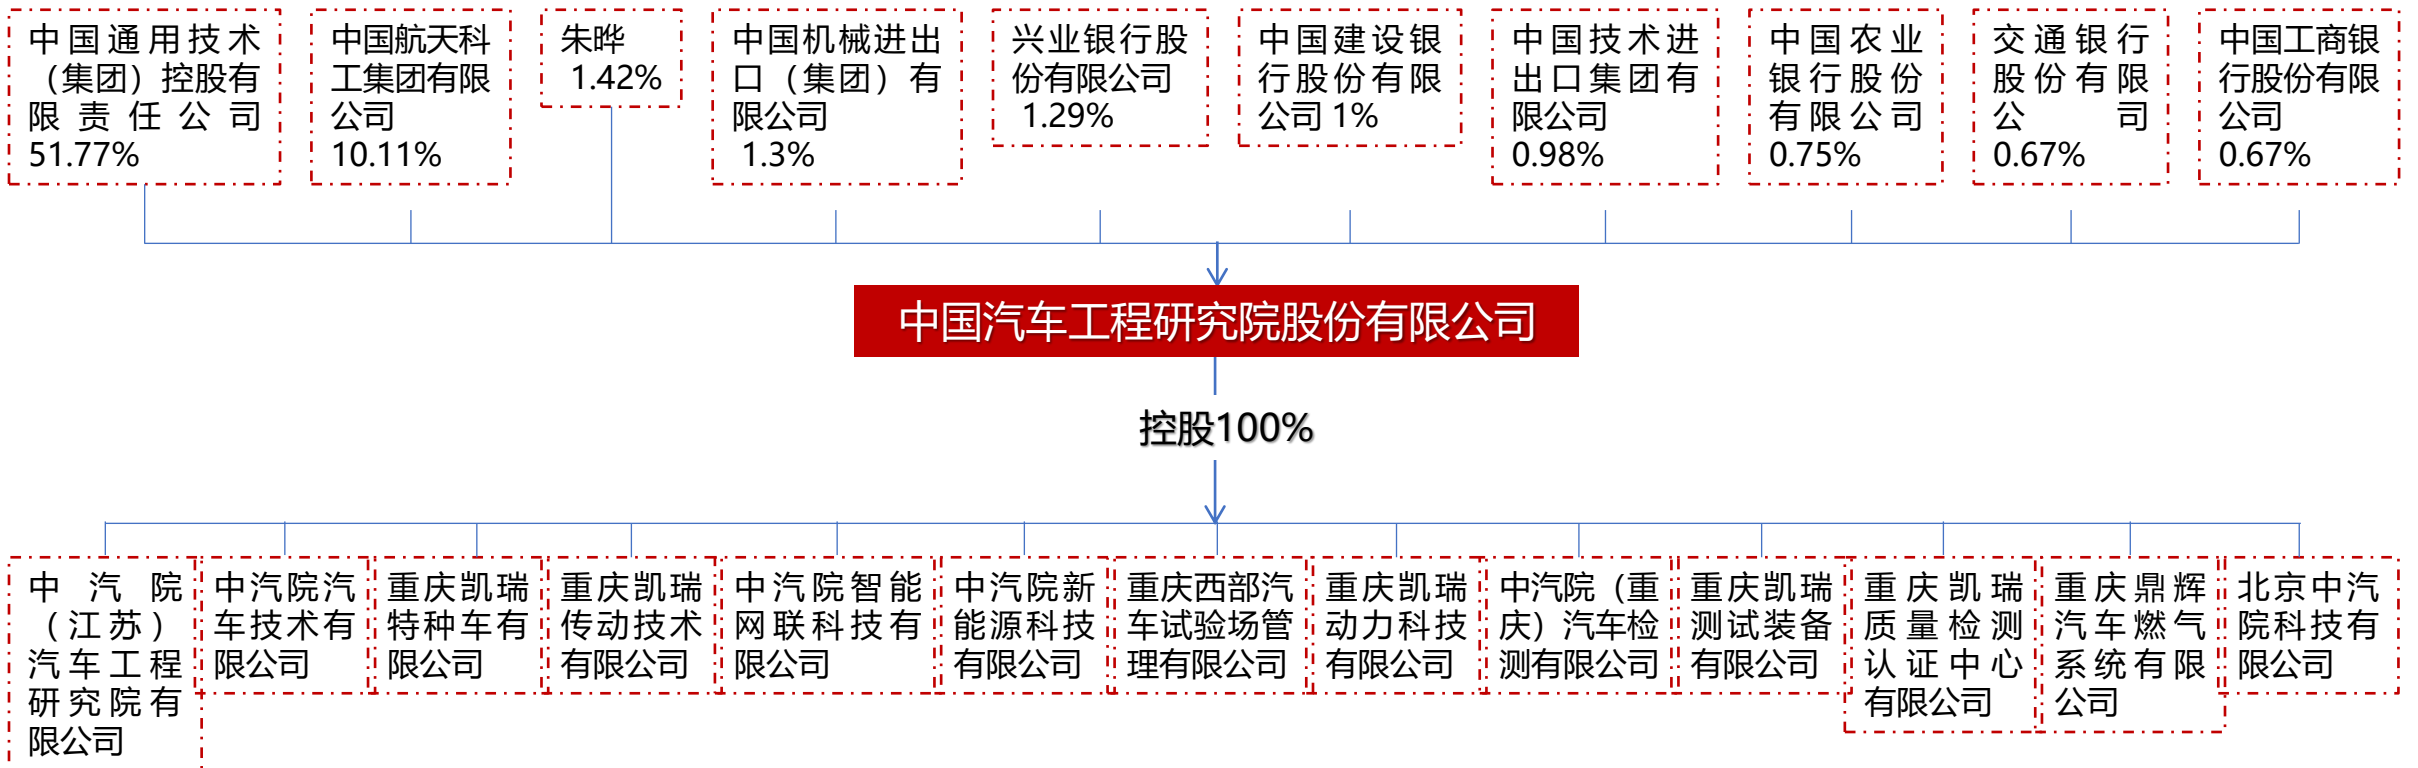 中国通用技术
（集团）控股有
限责任公司
51.77%
中国航天科
工集团有限
公司
10.11%
朱晔
1.42%
中国机械进出
口（集团）有
限公司
1.3%
兴业银行股
份有限公司
1.29%
中国建设银
行股份有限
公司 1%
中国技术进
出口集团有
限公司
0.98%
中国农业
银行股份
有限公司
0.75%
交通银行
股份有限
公司
0.67%
中国工商银
行股份有限
公司
0.67%
中国汽车工程研究院股份有限公司
控股100%
中汽院
（江苏）
汽车工程
研究院有
限公司
中汽院汽
车技术有
限公司
重庆凯瑞
特种车有
限公司
重庆凯瑞
传动技术
有限公司
中汽院智能
网联科技有
限公司
中汽院新
能源科技
有限公司
重庆西部汽
车试验场管
理有限公司
重庆凯瑞
动力科技
有限公司
中汽院（重
庆）汽车检
测有限公司
重庆凯瑞
测试装备
有限公司
重庆凯瑞
质量检测
认证中心
有限公司
重庆鼎辉
汽车燃气
系统有限
公司
北京中汽
院科技有
限公司